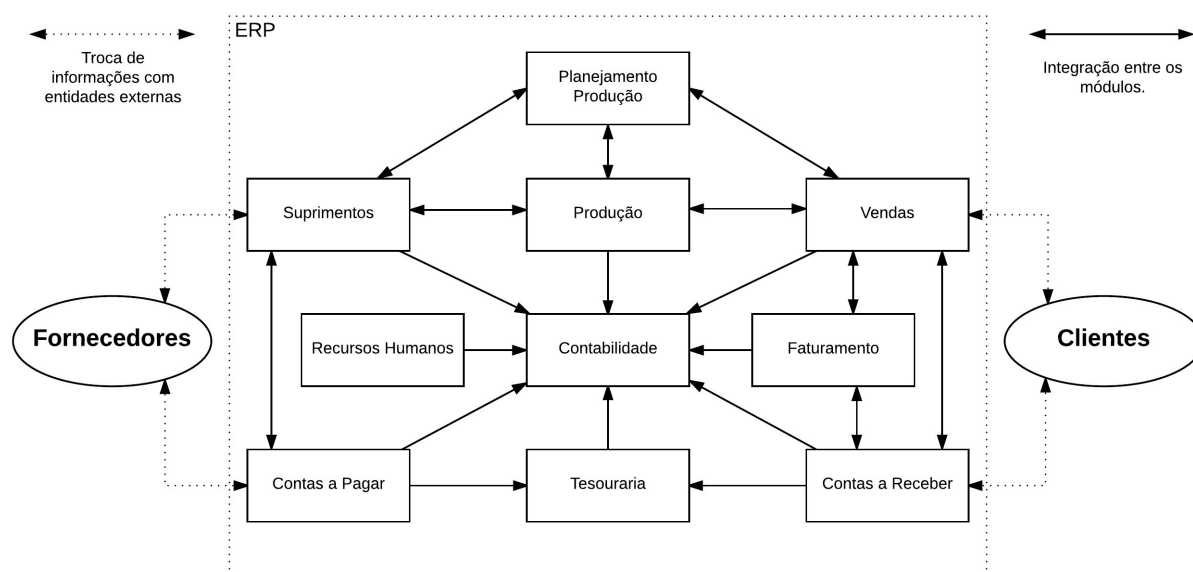 ERP
Troca de
informações com
entidades externas
Integração entre os
módulos.
Planejamento
Produção
Suprimentos
Produção
Vendas
Fornecedores
Recursos Humanos
Contabilidade
Faturamento
Clientes
Contas a Pagar
Tesouraria
Contas a Receber